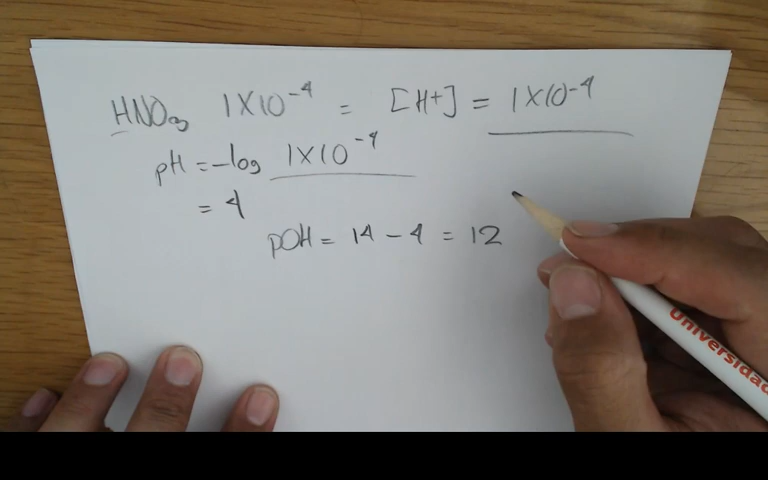 HNO3 1X10⁻⁴ = [H+] = 1X10⁻⁴
pH = -log 1X10⁻⁴
= 4
pOH = 14 - 4 = 12
Universidad